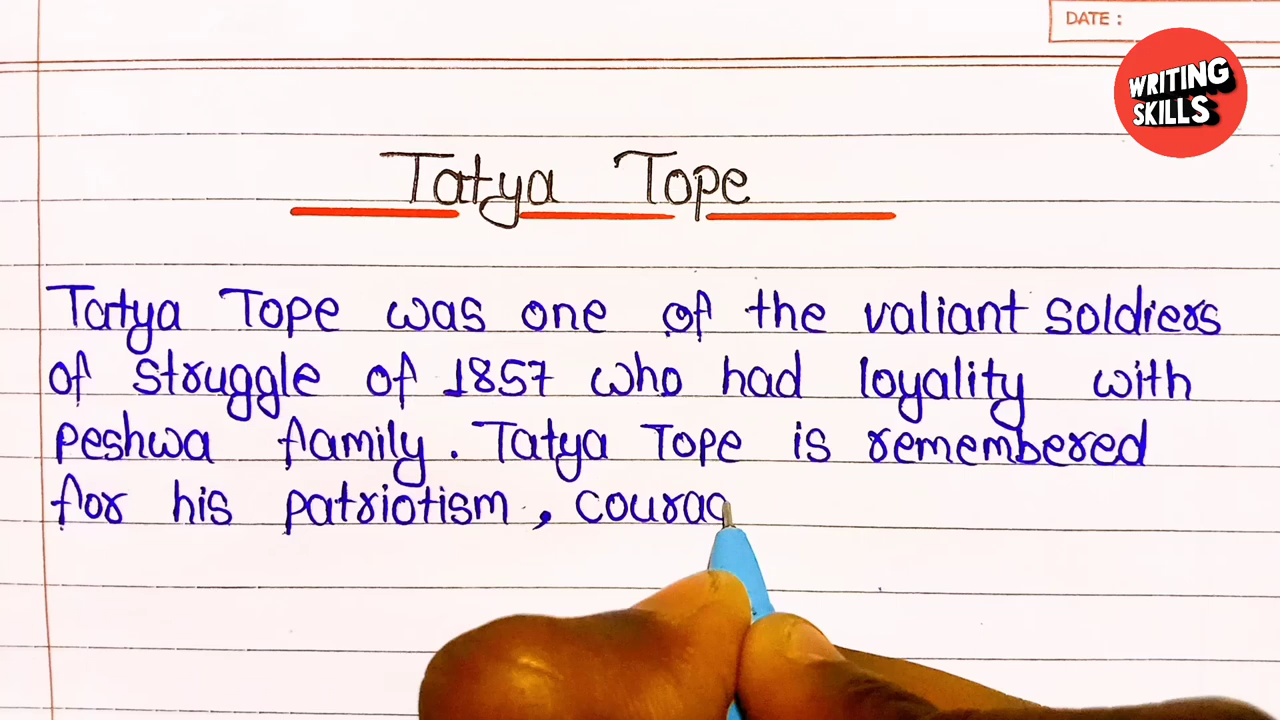 DATE :
WRITING
SKILLS
Tatya Tope
Tatya Tope was one of the valiant soldiers
of struggle of 1857 who had loyality with
peshwa family. Tatya Tope is remembered
for his patriotism, courag